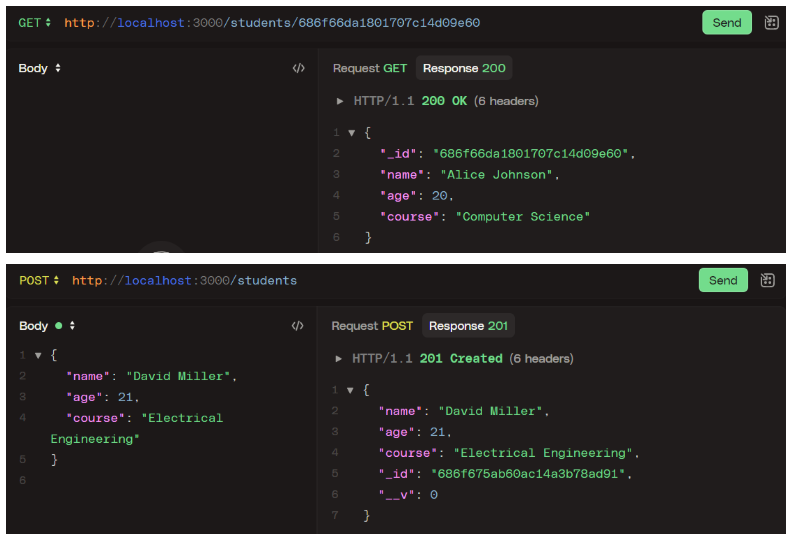 GET http://localhost:3000/students/686f66da1801707c14d09e60 Send
Body Request GET Response 200
HTTP/1.1 200 OK (6 headers)
1 {
2 "_id": "686f66da1801707c14d09e60",
3 "name": "Alice Johnson",
4 "age": 20,
5 "course": "Computer Science"
6 }
POST http://localhost:3000/students Send
Body Request POST Response 201
1 {
2 "name": "David Miller",
3 "age": 21,
4 "course": "Electrical
Engineering"
5 }
6
HTTP/1.1 201 Created (6 headers)
1 {
2 "name": "David Miller",
3 "age": 21,
4 "course": "Electrical Engineering",
5 "_id": "686f675ab60ac14a3b78ad91",
6 "__v": 0
7 }